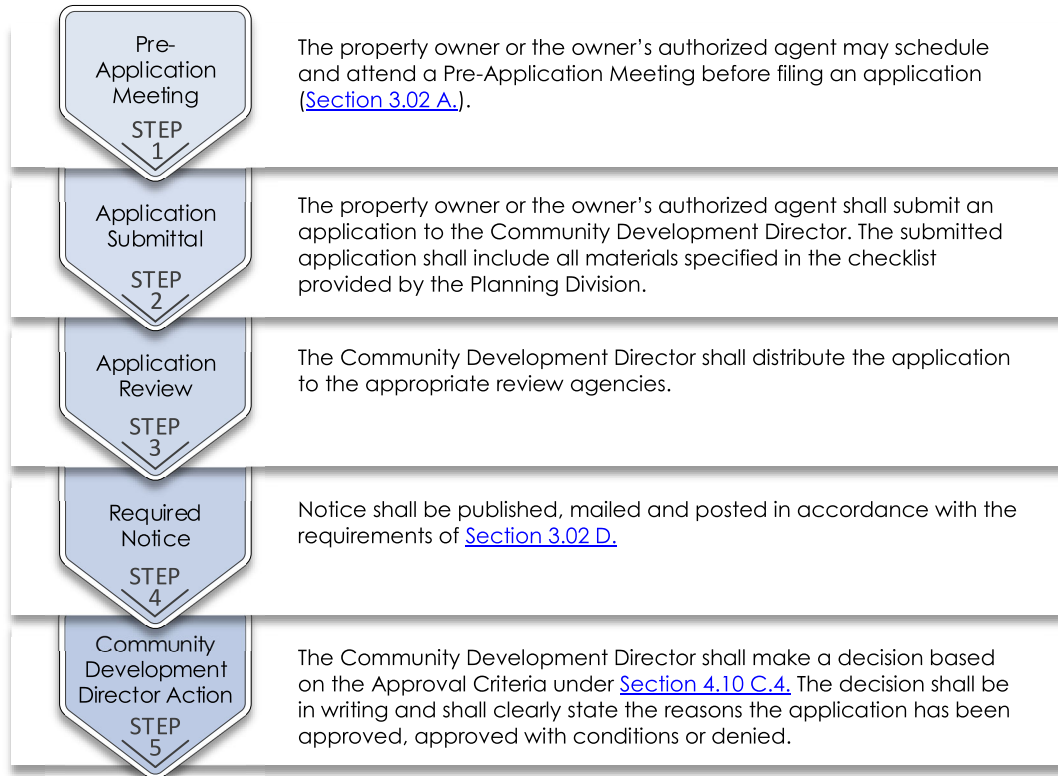 Pre-
Application
Meeting
STEP
1
The property owner or the owner’s authorized agent may schedule
and attend a Pre-Application Meeting before filing an application
(Section 3.02 A.).
Application
Submittal
STEP
2
The property owner or the owner’s authorized agent shall submit an
application to the Community Development Director. The submitted
application shall include all materials specified in the checklist
provided by the Planning Division.
Application
Review
STEP
3
The Community Development Director shall distribute the application
to the appropriate review agencies.
Required
Notice
STEP
4
Notice shall be published, mailed and posted in accordance with the
requirements of Section 3.02 D.
Community
Development
Director Action
STEP
5
The Community Development Director shall make a decision based
on the Approval Criteria under Section 4.10 C.4. The decision shall be
in writing and shall clearly state the reasons the application has been
approved, approved with conditions or denied.